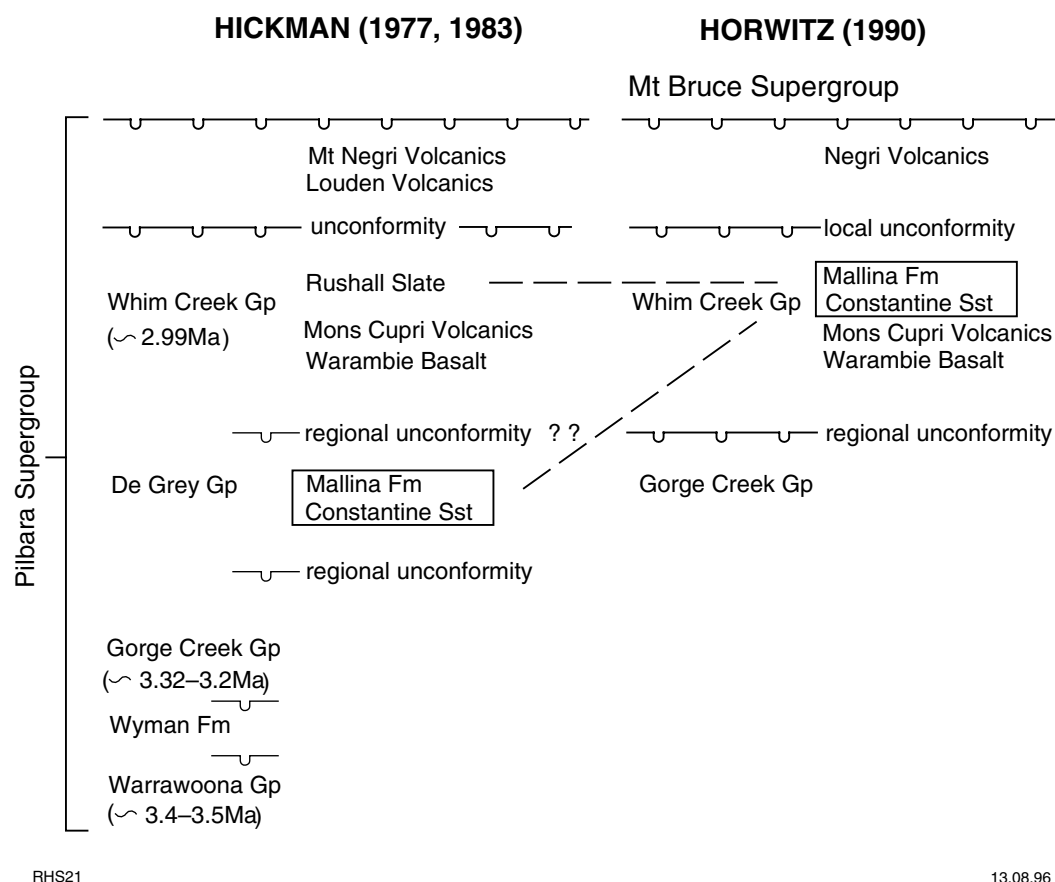 HICKMAN (1977, 1983)
HORWITZ (1990)
Mt Bruce Supergroup
Pilbara Supergroup
Mt Negri Volcanics
Louden Volcanics
Negri Volcanics
unconformity
local unconformity
Rushall Slate
Whim Creek Gp
(~ 2.99Ma)
Mons Cupri Volcanics
Warambie Basalt
Whim Creek Gp
Mallina Fm
Constantine Sst
Mons Cupri Volcanics
Warambie Basalt
regional unconformity ? ?
regional unconformity
De Grey Gp
Mallina Fm
Constantine Sst
Gorge Creek Gp
regional unconformity
Gorge Creek Gp
(~ 3.32–3.2Ma)
Wyman Fm
Warrawoona Gp
(~ 3.4–3.5Ma)
RHS21
13.08.96